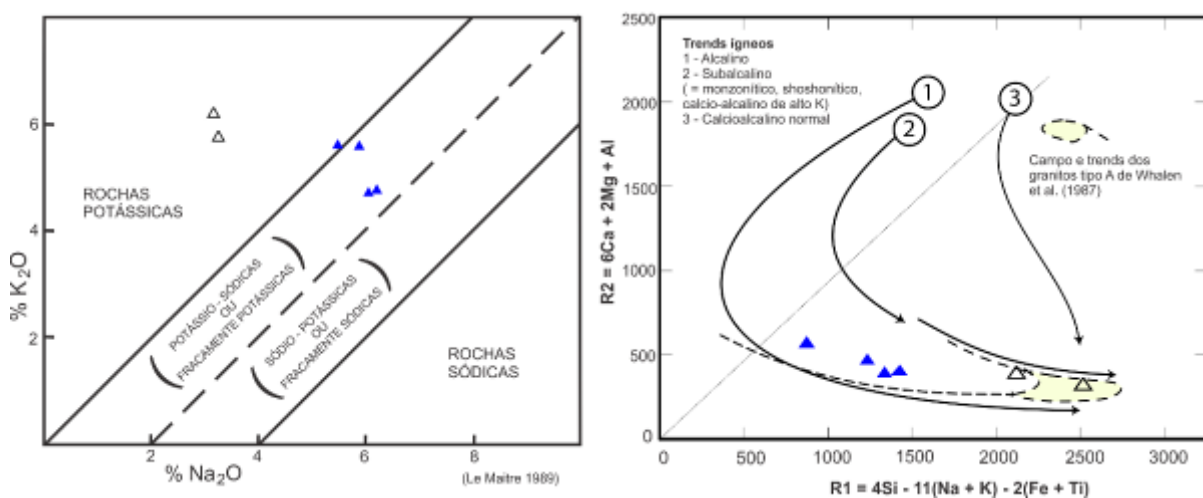 6
4
2
% K₂O
ROCHAS
POTÁSSICAS
POTÁSSIO - SÓDICAS
OU
FRACAMENTE POTÁSSICAS
SÓDIO - POTÁSSICAS
OU
FRACAMENTE SÓDICAS
ROCHAS
SÓDICAS
2
4
6
8
% Na₂O
(Le Maitre 1989)
2500
2000
1500
1000
500
0
R2 = 6Ca + 2Mg + Al
Trends ígneos
1 - Alcalino
2 - Subalcalino
( = monzonítico, shoshonítico,
calcio-alcalino de alto K)
3 - Calcioalcalino normal
1
2
3
Campo e trends dos
granitos tipo A de Whalen
et al. (1987)
0
500
1000
1500
2000
2500
3000
R1 = 4Si - 11(Na + K) - 2(Fe + Ti)